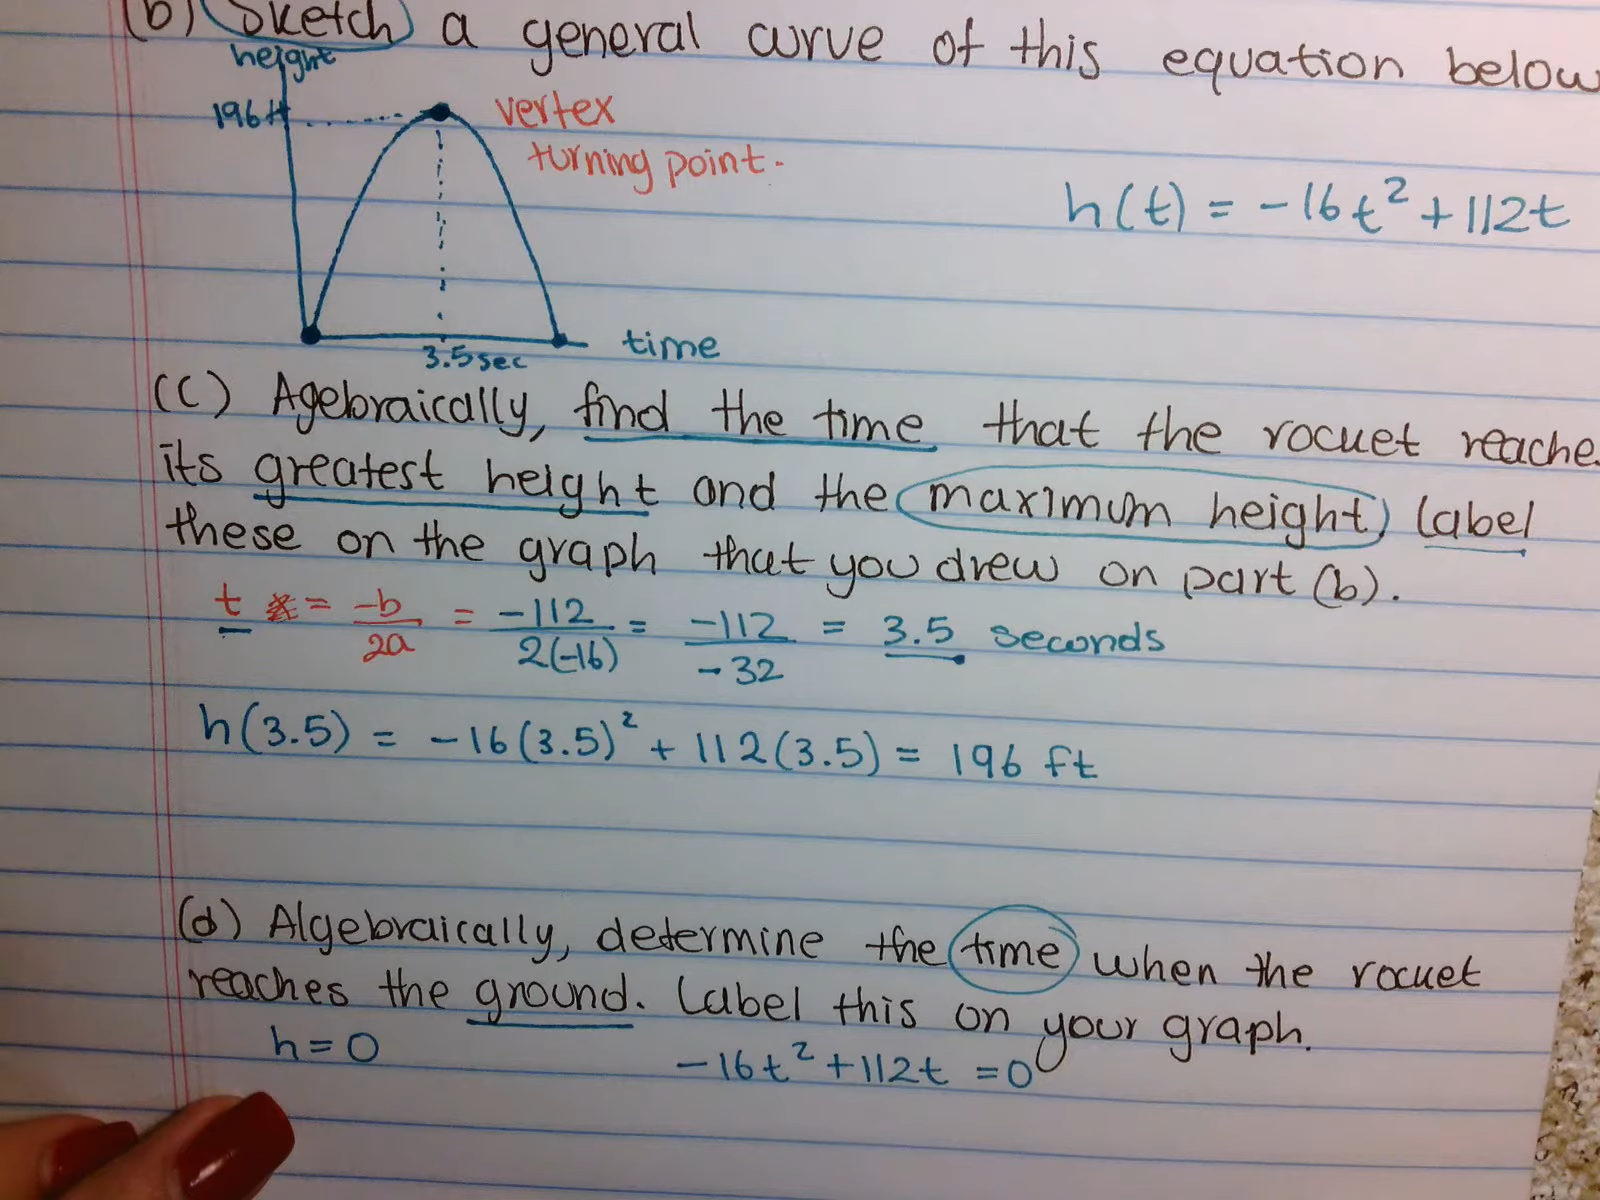 (b) Sketch a general curve of this equation below
height
196ft
vertex
turning point.
h(t) = -16t² + 112t
3.5sec
time
(c) Agebraically, find the time that the rocuet reache
its greatest height and the maximum height) Label
these on the graph that you drew on part (b).
t = -b/2a = -112/2(-16) = -112/-32 = 3.5 seconds
h(3.5) = -16(3.5)² + 112(3.5) = 196 ft
(d) Algebraically, determine the time when the rocuet
reaches the ground. Label this on your graph.
h=0
-16t² + 112t = 0